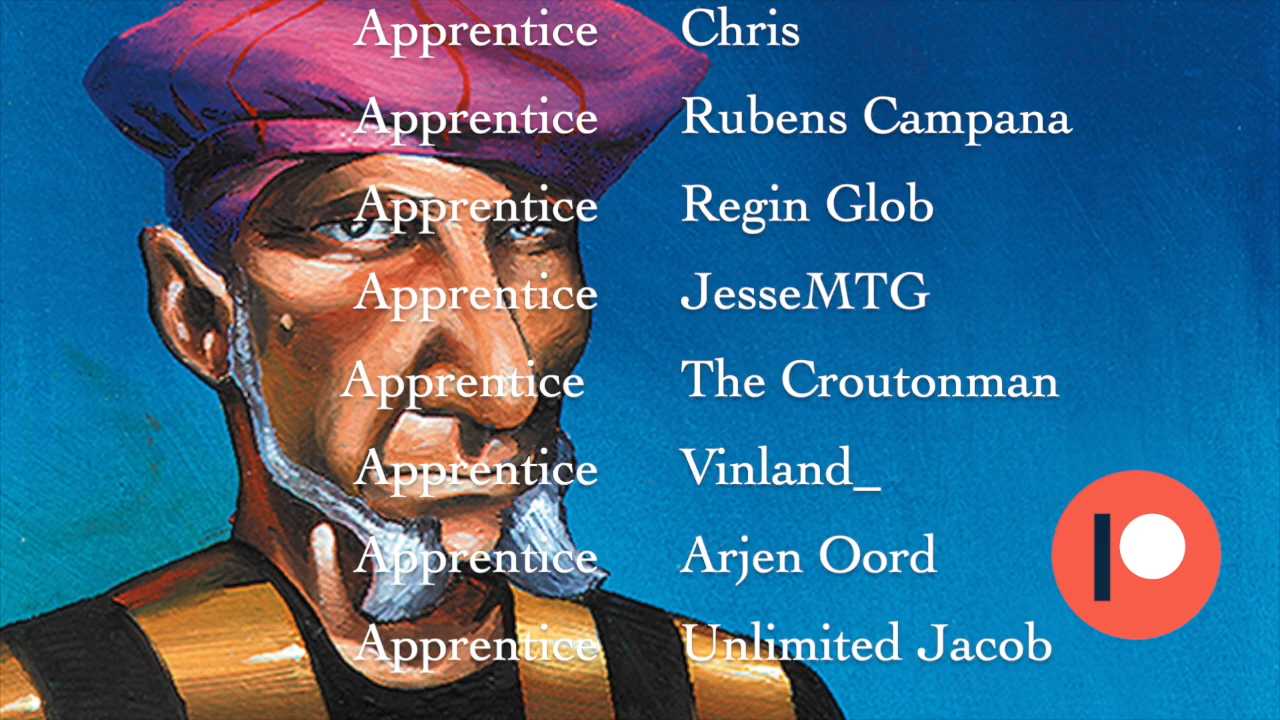 Apprentice Chris
Apprentice Rubens Campana
Apprentice Regin Glob
Apprentice JesseMTG
Apprentice The Croutonman
Apprentice Vinland_
Apprentice Arjen Oord
Apprentice Unlimited Jacob